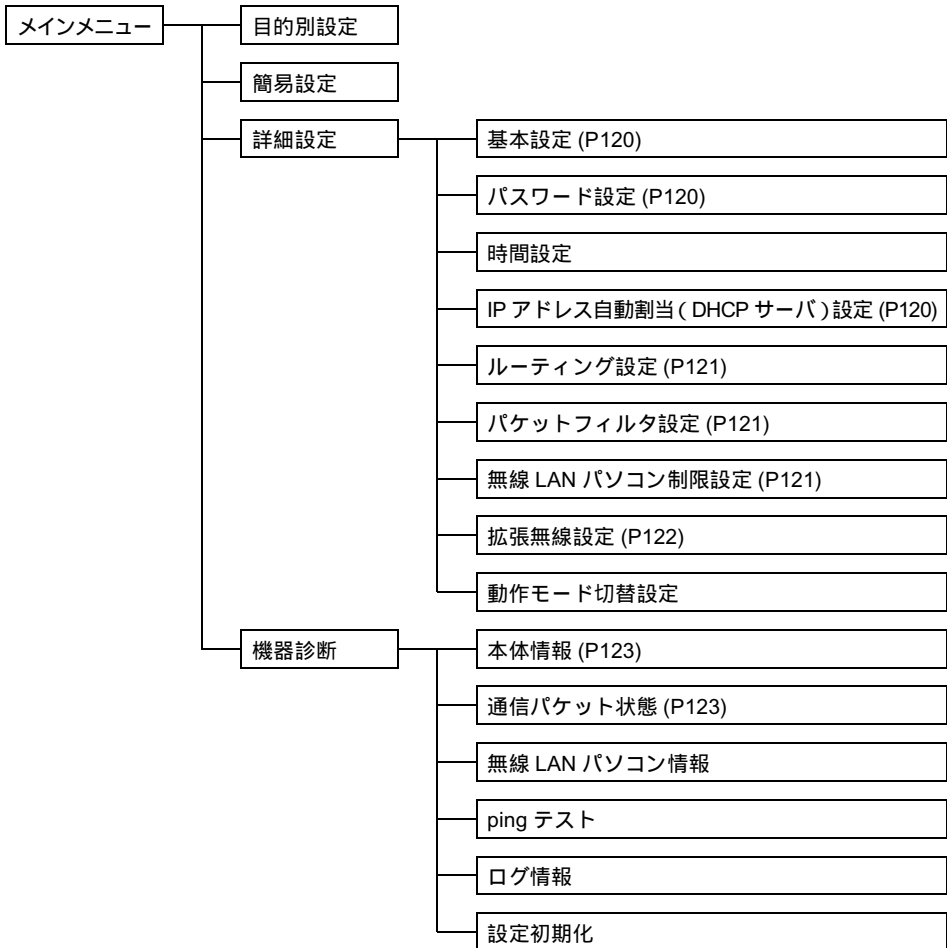 メインメニュー
目的別設定
簡易設定
詳細設定
基本設定 (P120)
パスワード設定 (P120)
時間設定
IP アドレス自動割当 ( DHCP サーバ ) 設定 (P120)
ルーティング設定 (P121)
パケットフィルタ設定 (P121)
無線 LAN パソコン制限設定 (P121)
拡張無線設定 (P122)
動作モード切替設定
機器診断
本体情報 (P123)
通信パケット状態 (P123)
無線 LAN パソコン情報
ping テスト
ログ情報
設定初期化